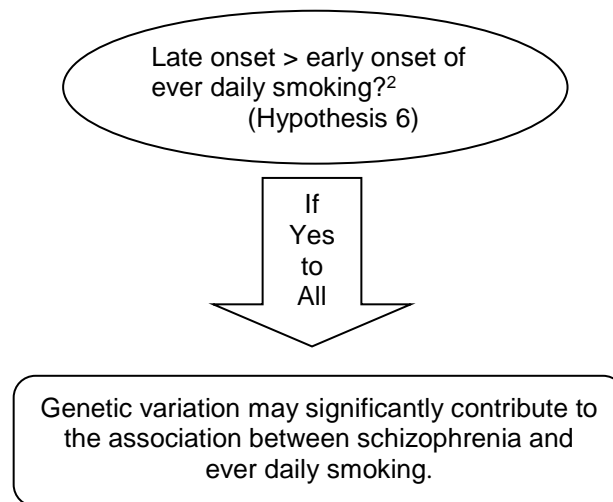 Late onset > early onset of
ever daily smoking?²
(Hypothesis 6)
If
Yes
to
All
Genetic variation may significantly contribute to
the association between schizophrenia and
ever daily smoking.